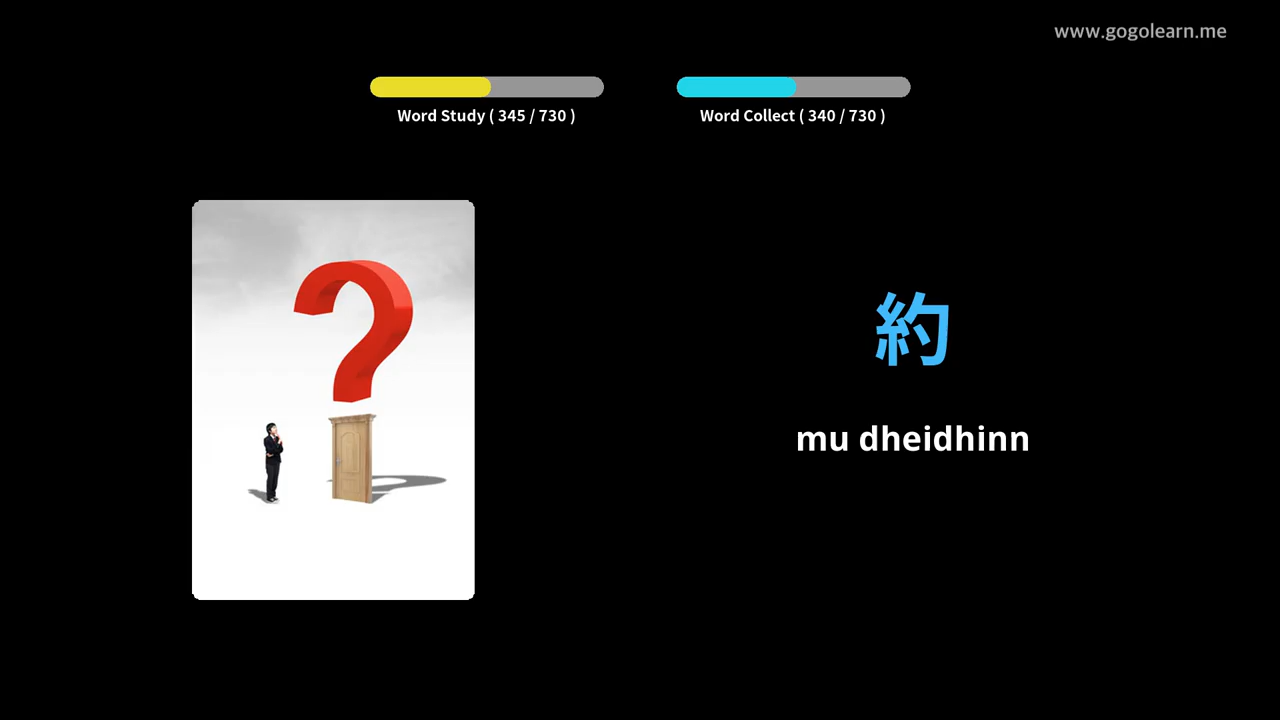 www.gogolearn.me
Word Study ( 345 / 730 )
Word Collect ( 340 / 730 )
約
mu dheidhinn